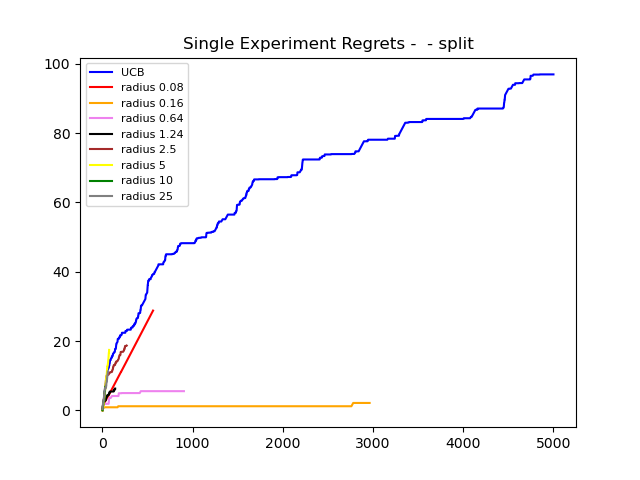 Single Experiment Regrets -  - split
100
80
60
40
20
0
UCB
radius 0.08
radius 0.16
radius 0.64
radius 1.24
radius 2.5
radius 5
radius 10
radius 25
0 1000 2000 3000 4000 5000